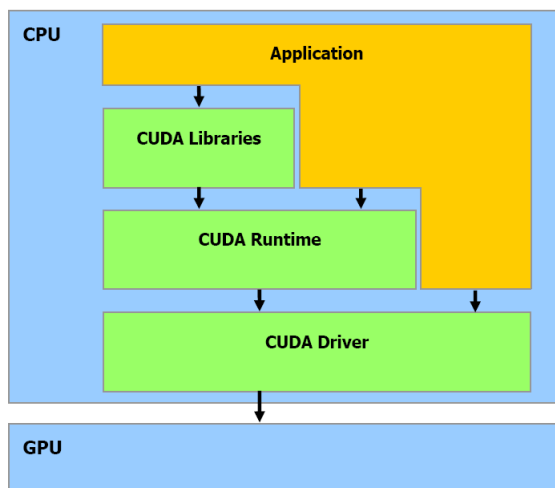 CPU
Application
CUDA Libraries
CUDA Runtime
CUDA Driver
GPU